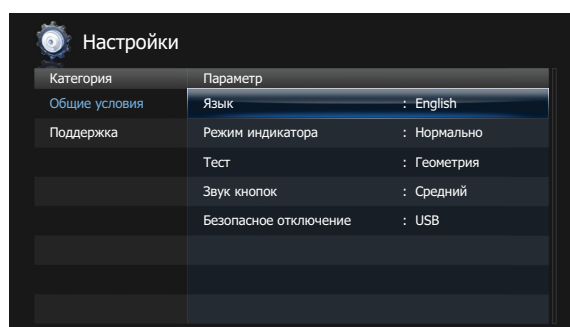 Настройки
Категория Параметр
Общие условия Язык : English
Поддержка Режим индикатора : Нормально
Тест : Геометрия
Звук кнопок : Средний
Безопасное отключение : USB